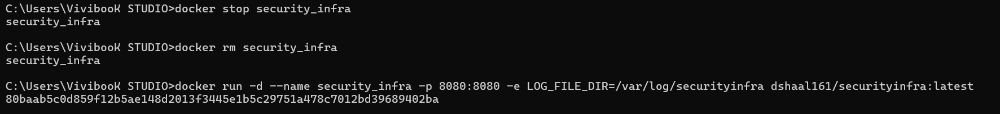 C:\Users\VivibooK STUDIO>docker stop security_infra
security_infra
C:\Users\VivibooK STUDIO>docker rm security_infra
security_infra
C:\Users\VivibooK STUDIO>docker run -d --name security_infra -p 8080:8080 -e LOG_FILE_DIR=/var/log/securityinfra dshaal161/securityinfra:latest
80baab5c0d859f12b5ae148d2013f3445e1b5c29751a478c7012bd39689402ba